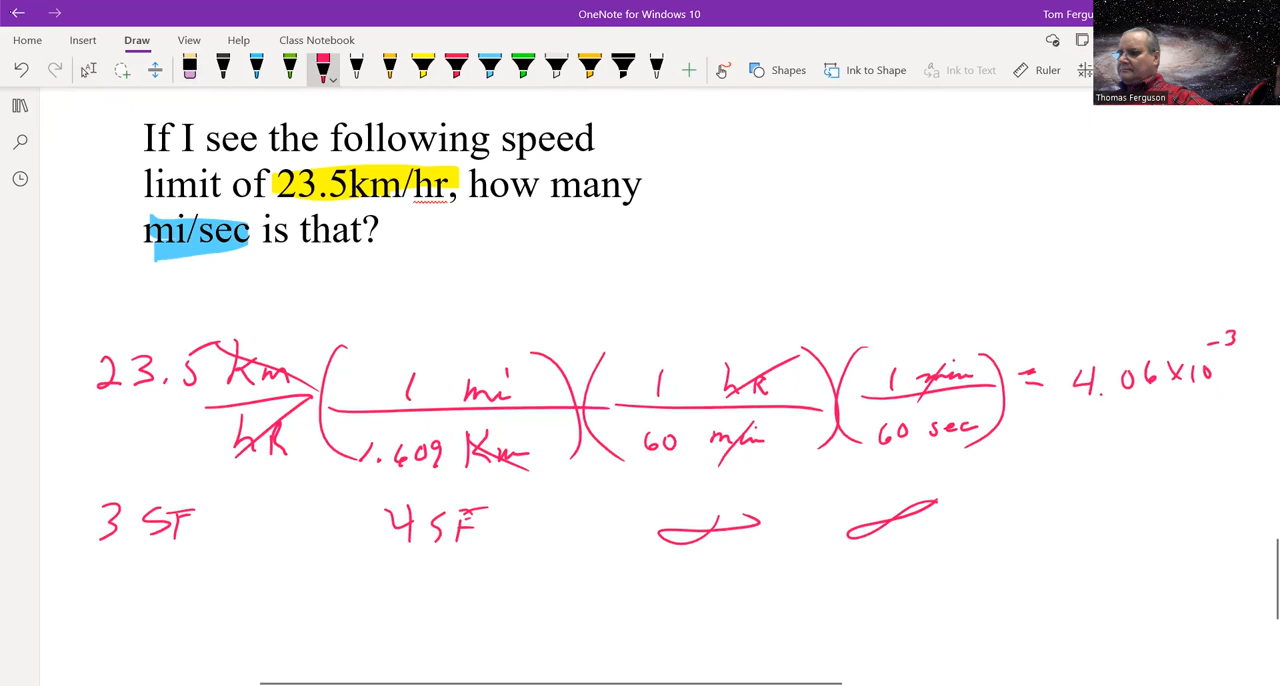 OneNote for Windows 10
Tom Fergu
Home Insert Draw View Help Class Notebook
Shapes Ink to Shape Ink to Text Ruler
Thomas Ferguson
If I see the following speed
limit of 23.5km/hr, how many
mi/sec is that?
23.5 Km/hR (1 mi/1.609 Km) (1 hR/60 min) (1 min/60 sec) = 4.06×10⁻³
3 SF 4 SF ∞ ∞